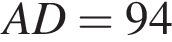 AD = 94